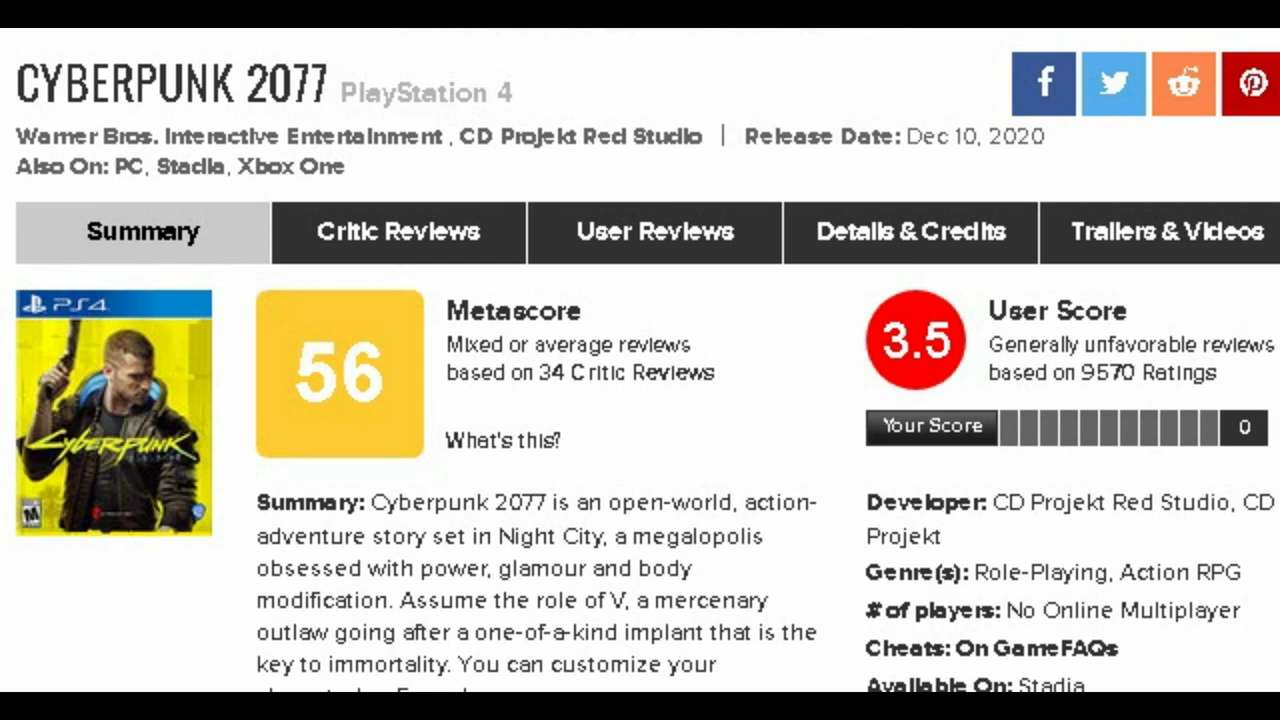 CYBERPUNK 2077 PlayStation 4
Warner Bros. Interactive Entertainment , CD Projekt Red Studio | Release Date: Dec 10, 2020
Also On: PC, Stadia, Xbox One
Summary Critic Reviews User Reviews Details & Credits Trailers & Videos
PS4
CYBERPUNK
M
56
Metascore
Mixed or average reviews
based on 34 Critic Reviews
What's this?
3.5
User Score
Generally unfavorable reviews
based on 9570 Ratings
Your Score 0
Summary: Cyberpunk 2077 is an open-world, action-
adventure story set in Night City, a megalopolis
obsessed with power, glamour and body
modification. Assume the role of V, a mercenary
outlaw going after a one-of-a-kind implant that is the
key to immortality. You can customize your
Developer: CD Projekt Red Studio, CD
Projekt
Genre(s): Role-Playing, Action RPG
# of players: No Online Multiplayer
Cheats: On GameFAQs
Available On: Stadia